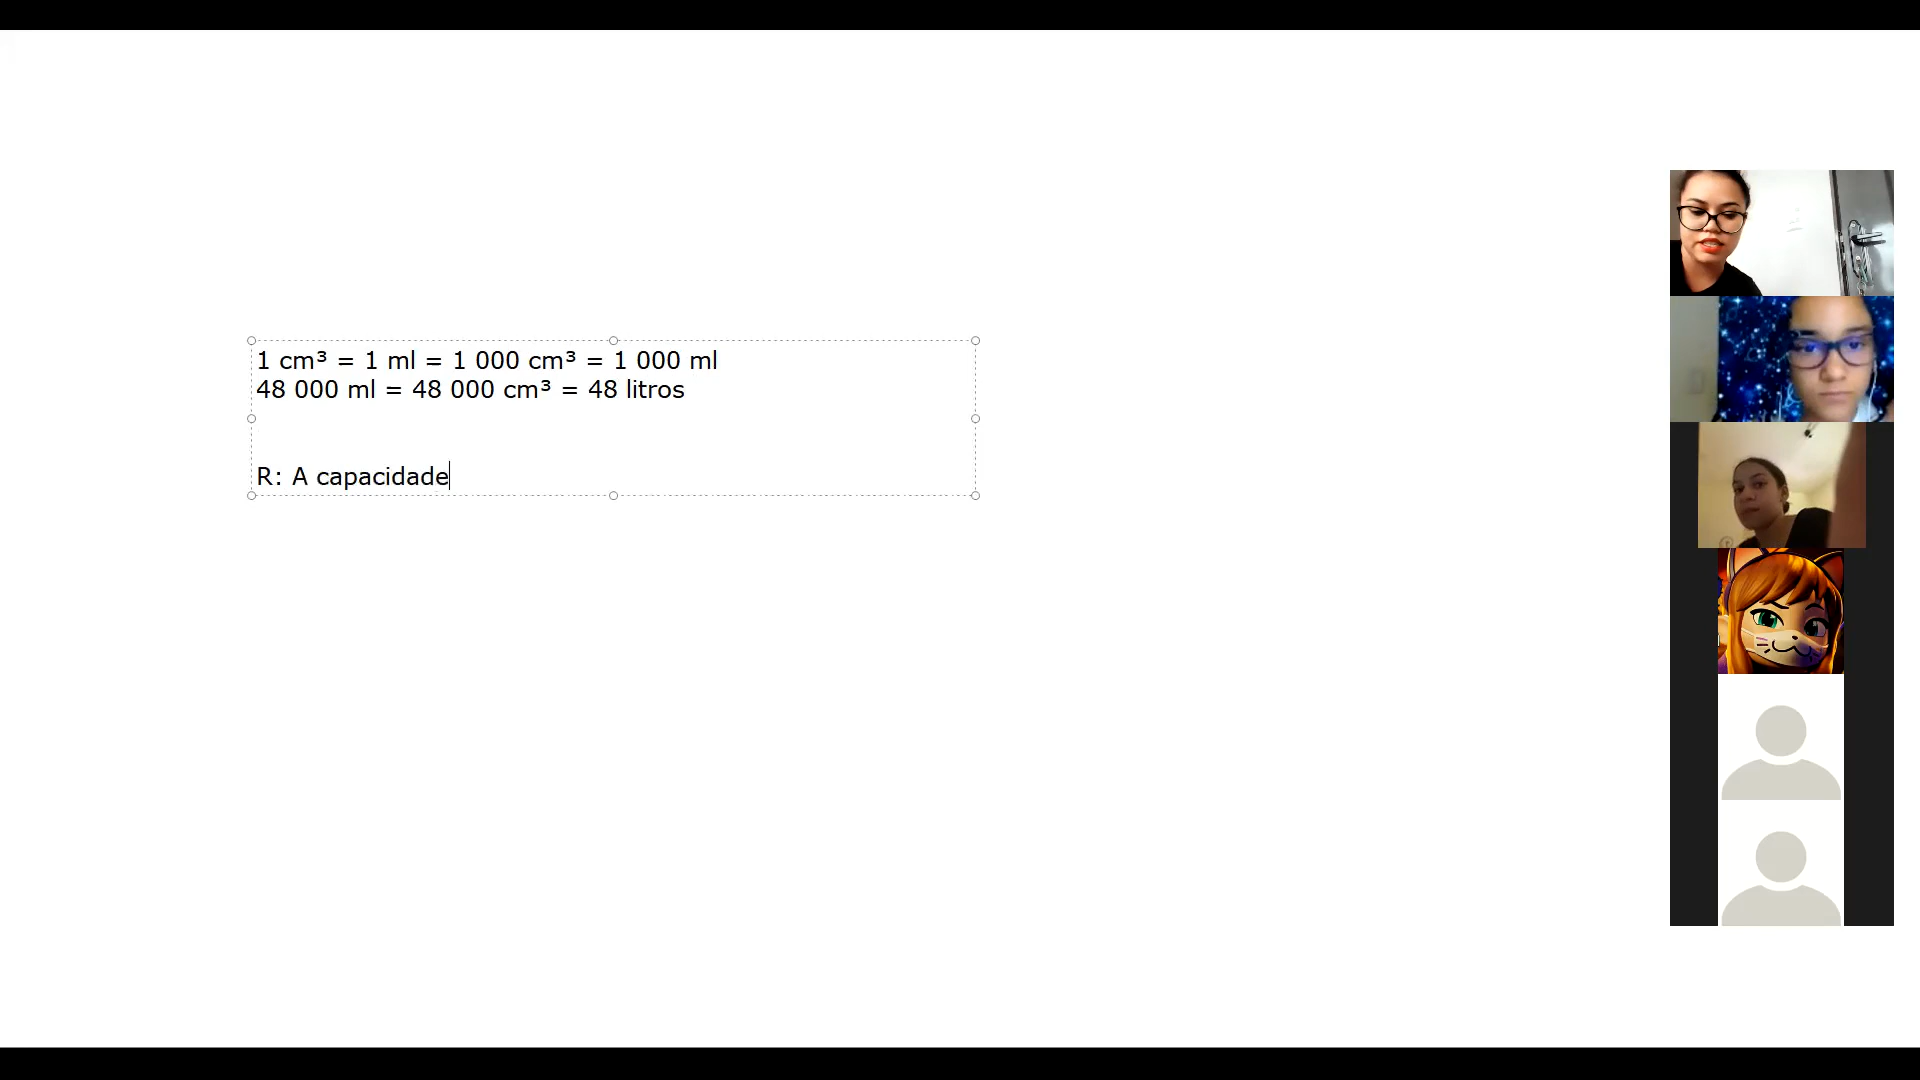 1 cm³ = 1 ml = 1 000 cm³ = 1 000 ml
48 000 ml = 48 000 cm³ = 48 litros
R: A capacidade